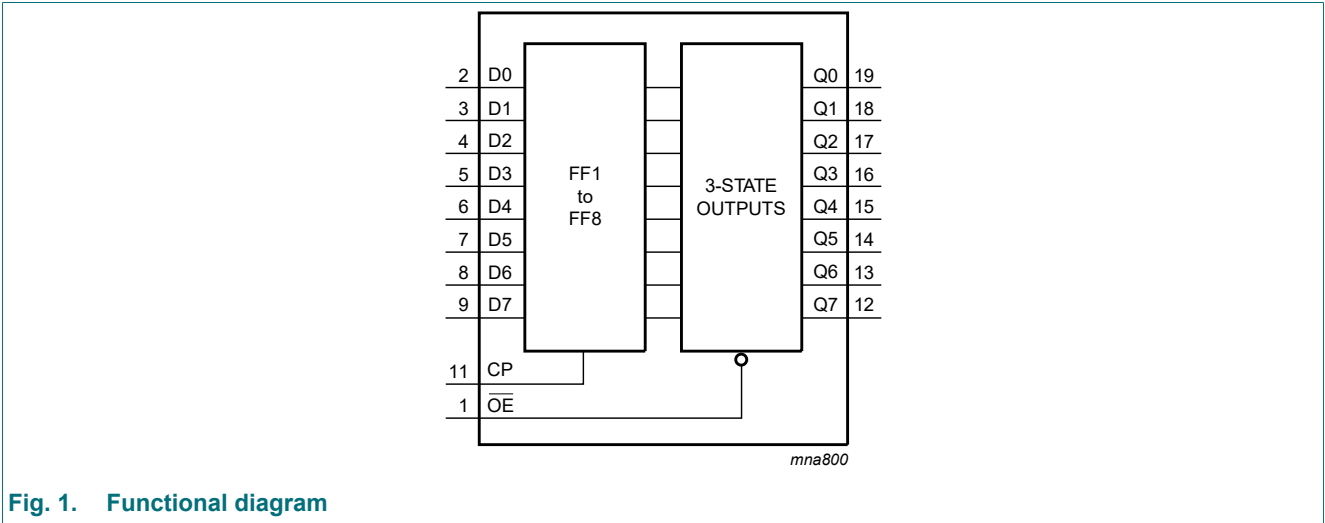 2 D0 Q0 19
3 D1 Q1 18
4 D2 Q2 17
5 D3 FF1 3-STATE Q3 16
to
6 D4 FF8 OUTPUTS Q4 15
7 D5 Q5 14
8 D6 Q6 13
9 D7 Q7 12
11 CP
1 O̅E̅
mna800
Fig. 1. Functional diagram